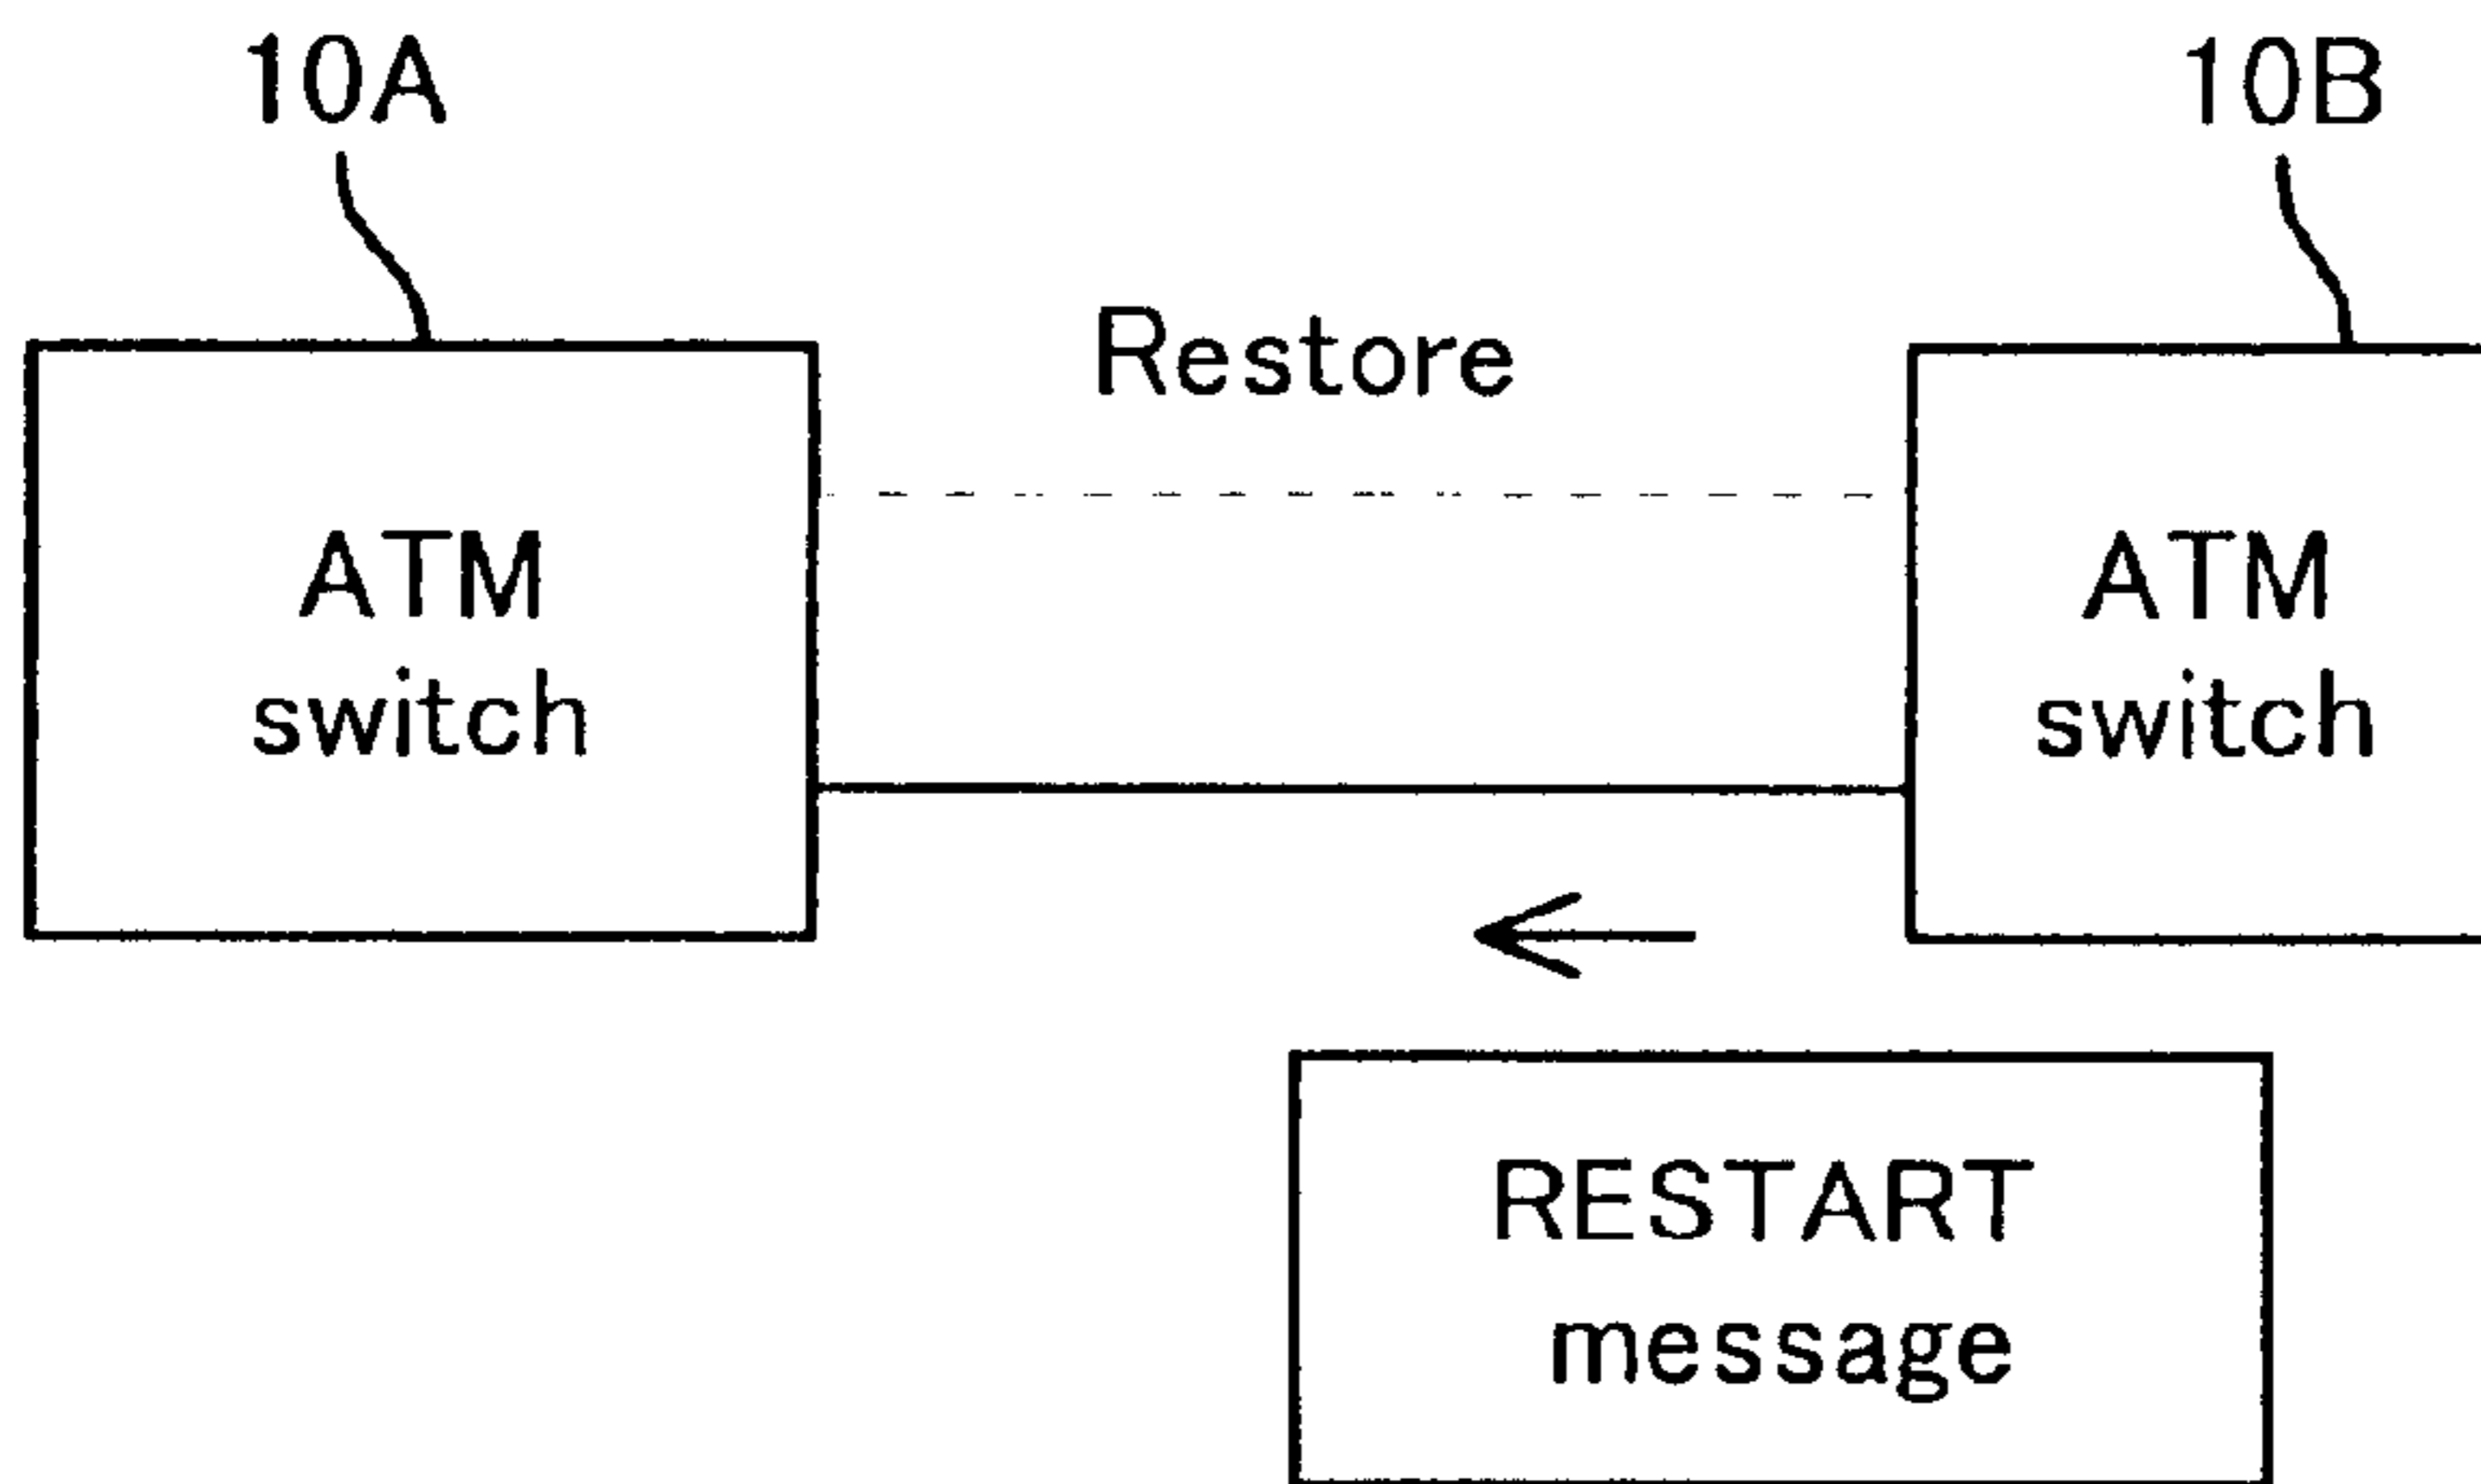 10A
10B
Restore
ATM
switch
ATM
switch
RESTART
message